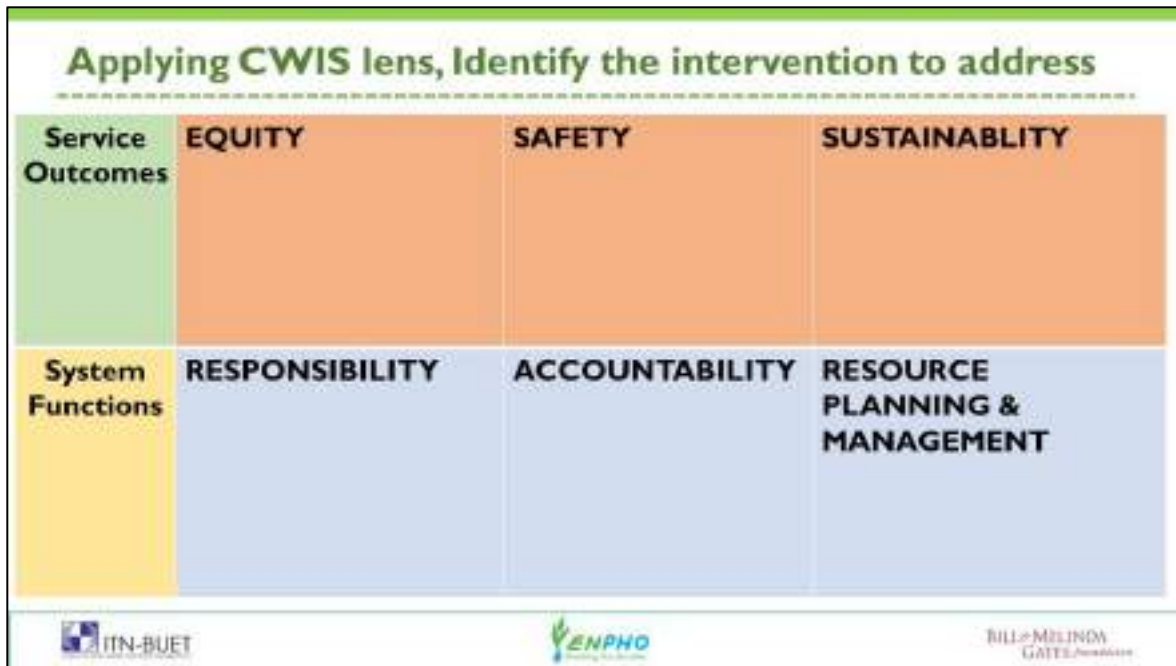 Applying CWIS lens, Identify the intervention to address
Service
Outcomes
EQUITY
SAFETY
SUSTAINABLITY
System
Functions
RESPONSIBILITY
ACCOUNTABILITY
RESOURCE
PLANNING &
MANAGEMENT
ITN-BUET
ENPHO
BILL & MELINDA
GATES foundation